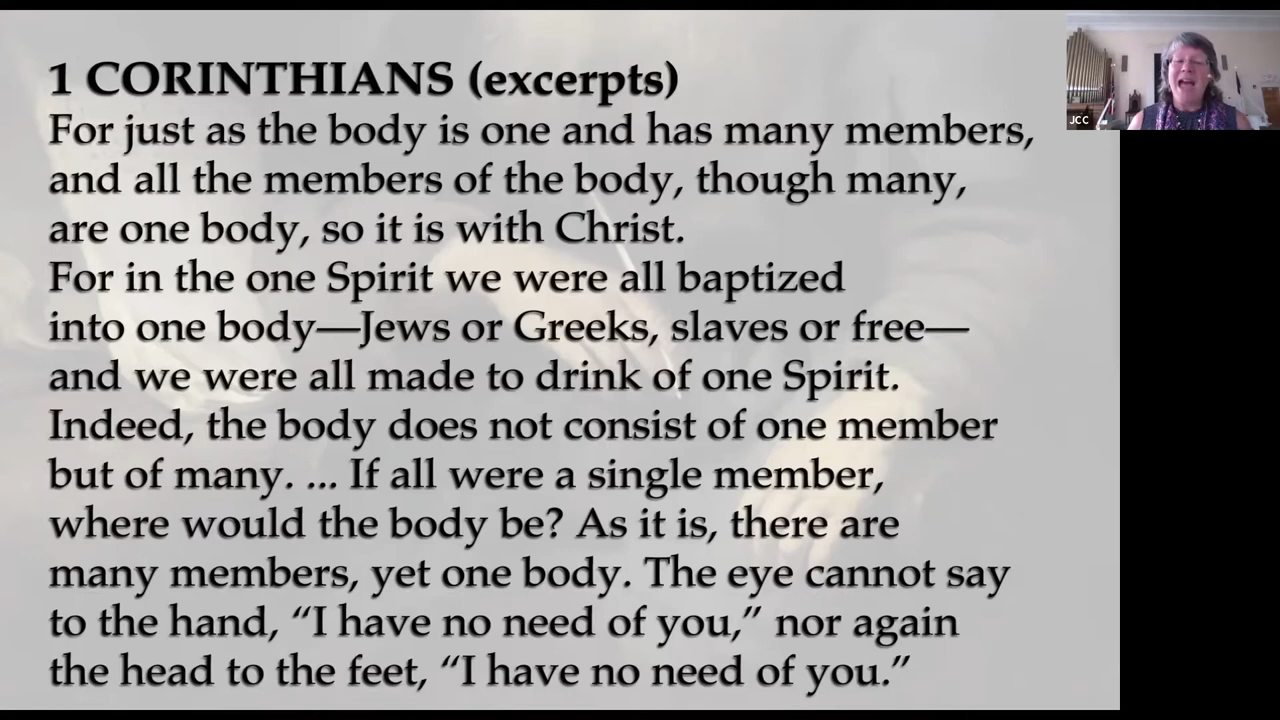 1 CORINTHIANS (excerpts)
For just as the body is one and has many members,
and all the members of the body, though many,
are one body, so it is with Christ.
For in the one Spirit we were all baptized
into one body—Jews or Greeks, slaves or free—
and we were all made to drink of one Spirit.
Indeed, the body does not consist of one member
but of many. ... If all were a single member,
where would the body be? As it is, there are
many members, yet one body. The eye cannot say
to the hand, “I have no need of you,” nor again
the head to the feet, “I have no need of you.”
JCC